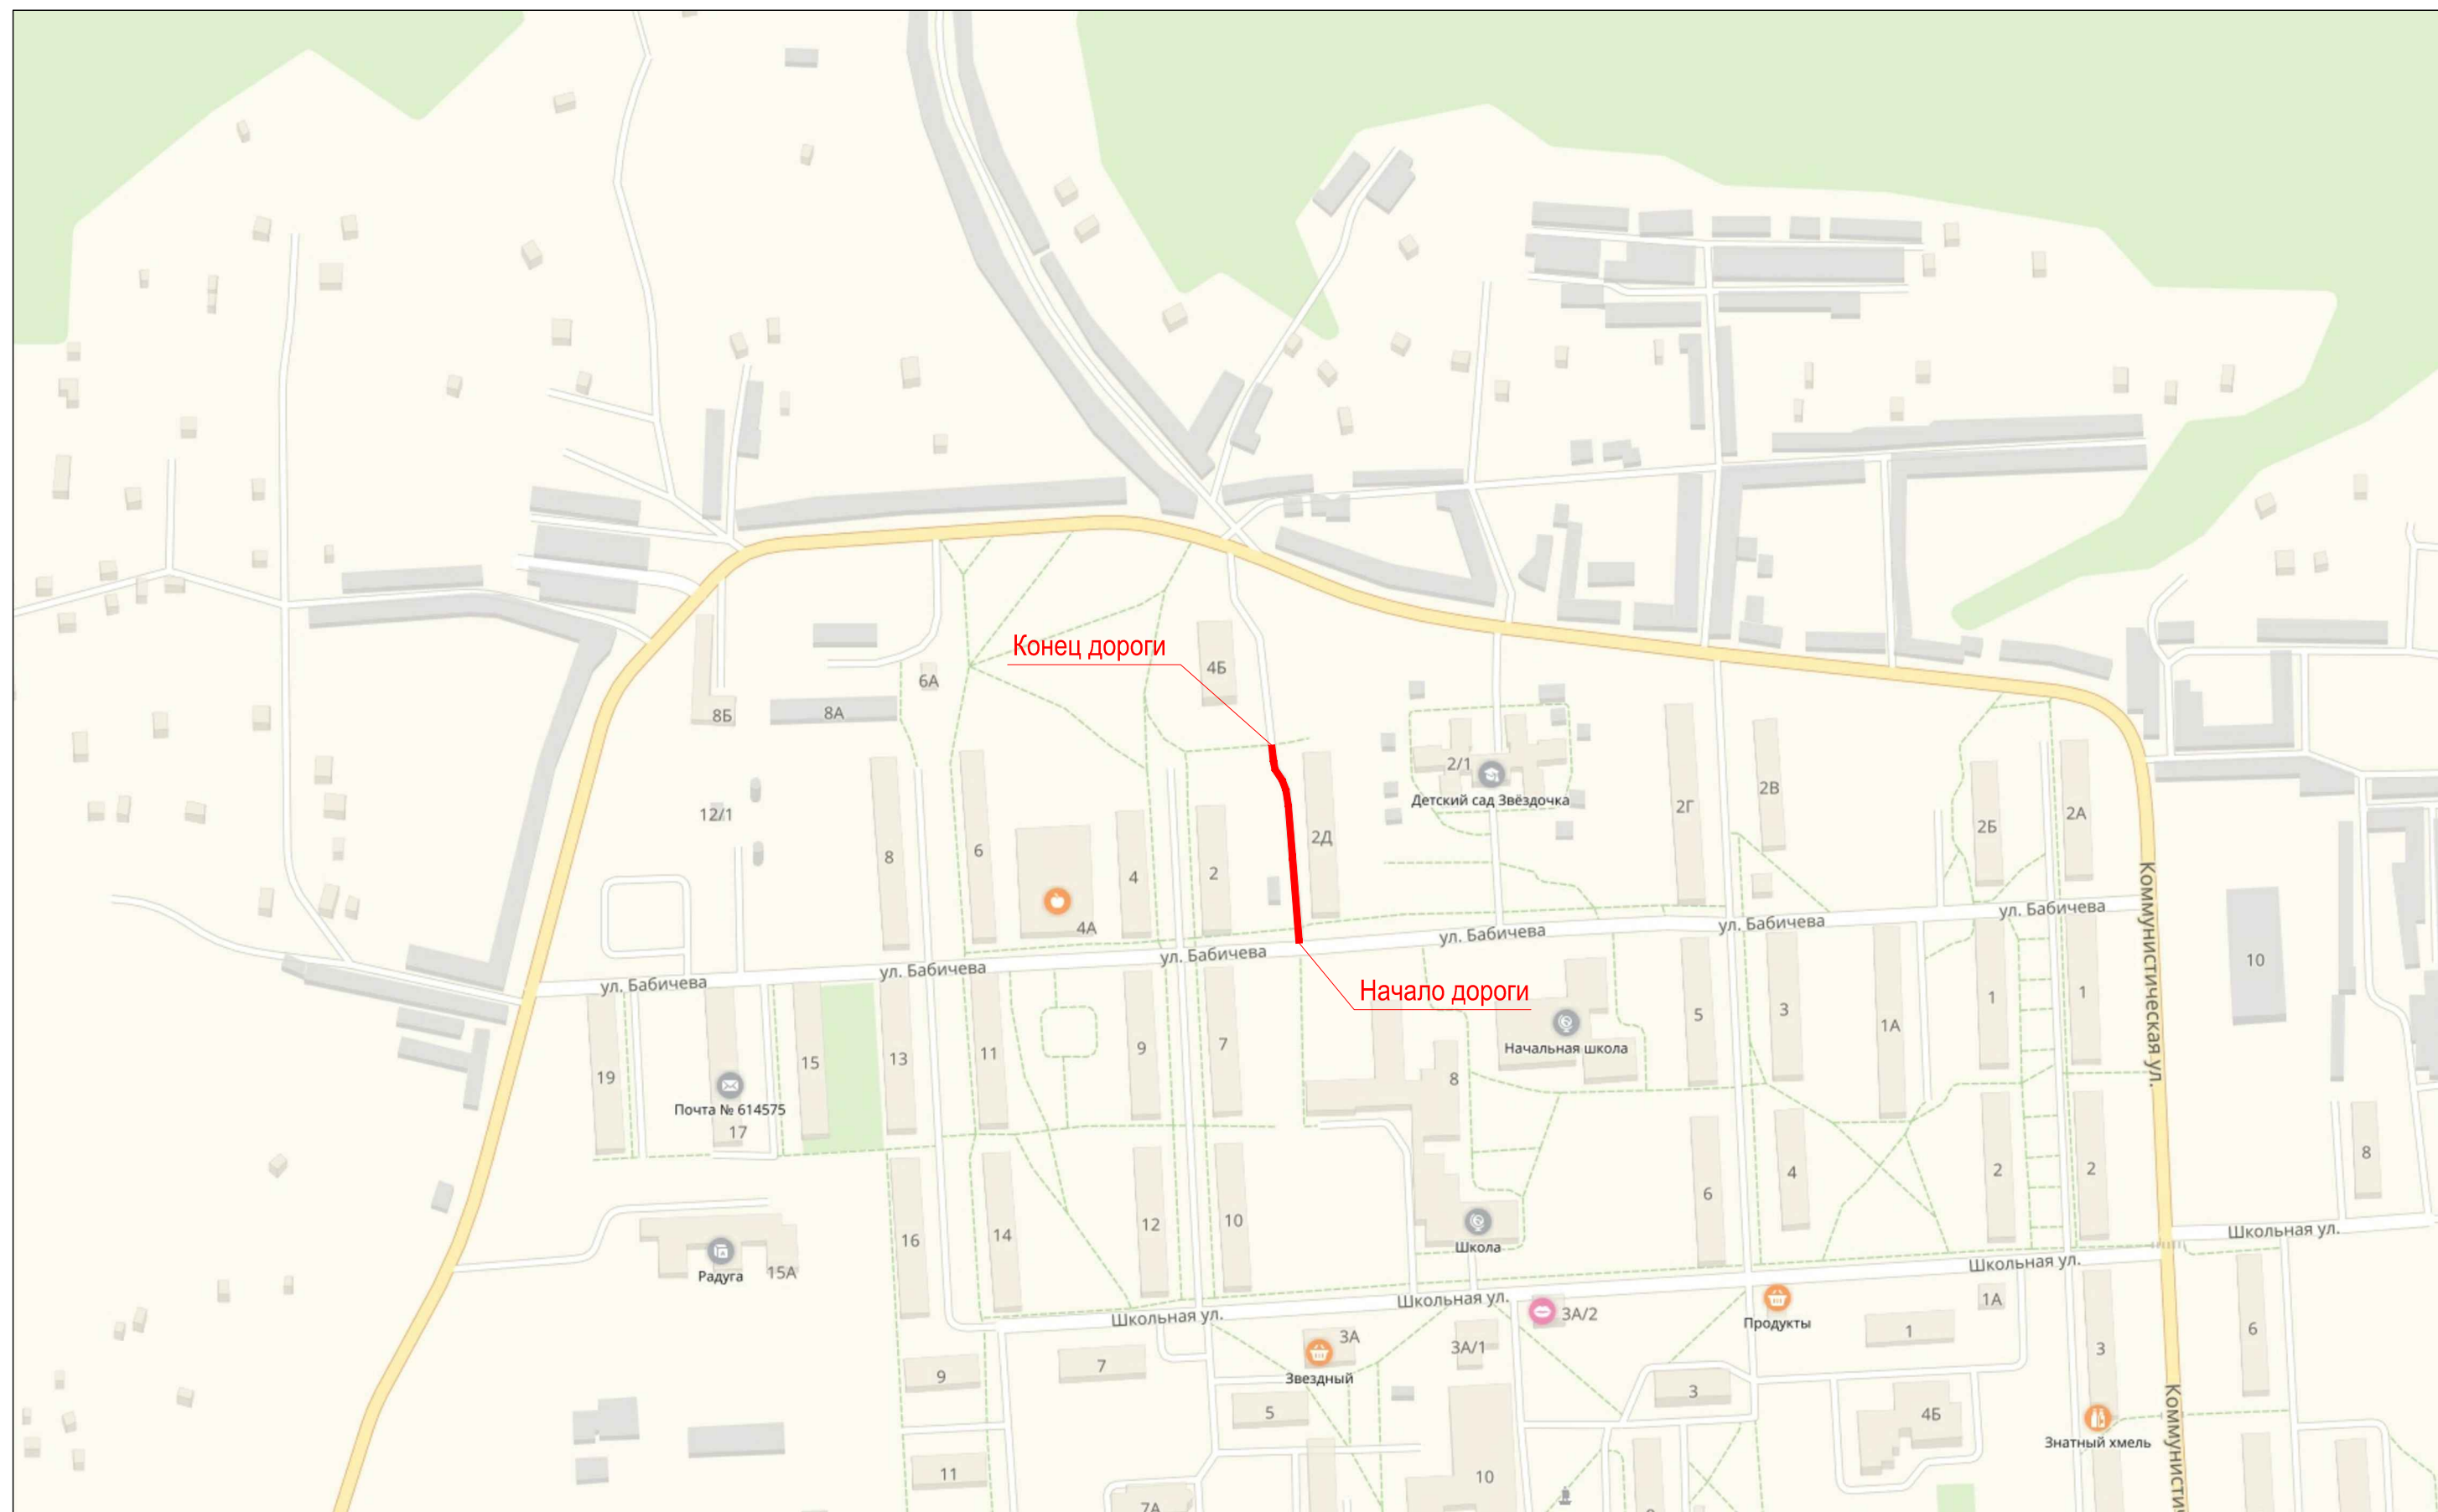 Конец дороги
4Б
6А
8Б
8А
2/1
Детский сад Звёздочка
2Г
2В
2Б
2А
12/1
8
6
4
2
2Д
4А
Коммунистическая ул.
ул. Бабичева
ул. Бабичева
ул. Бабичева
ул. Бабичева
ул. Бабичева
ул. Бабичева
10
Начало дороги
19
Почта № 614575
17
15
13
11
9
7
8
Начальная школа
5
3
1А
1
1
8
16
14
12
10
Школа
6
4
2
2
Школьная ул.
Школьная ул.
Радуга
15А
Школьная ул.
Школьная ул.
3А/2
Продукты
1А
1
3
6
9
7
3А
Звездный
3А/1
5
3
4Б
Знатный хмель
11
7А
10